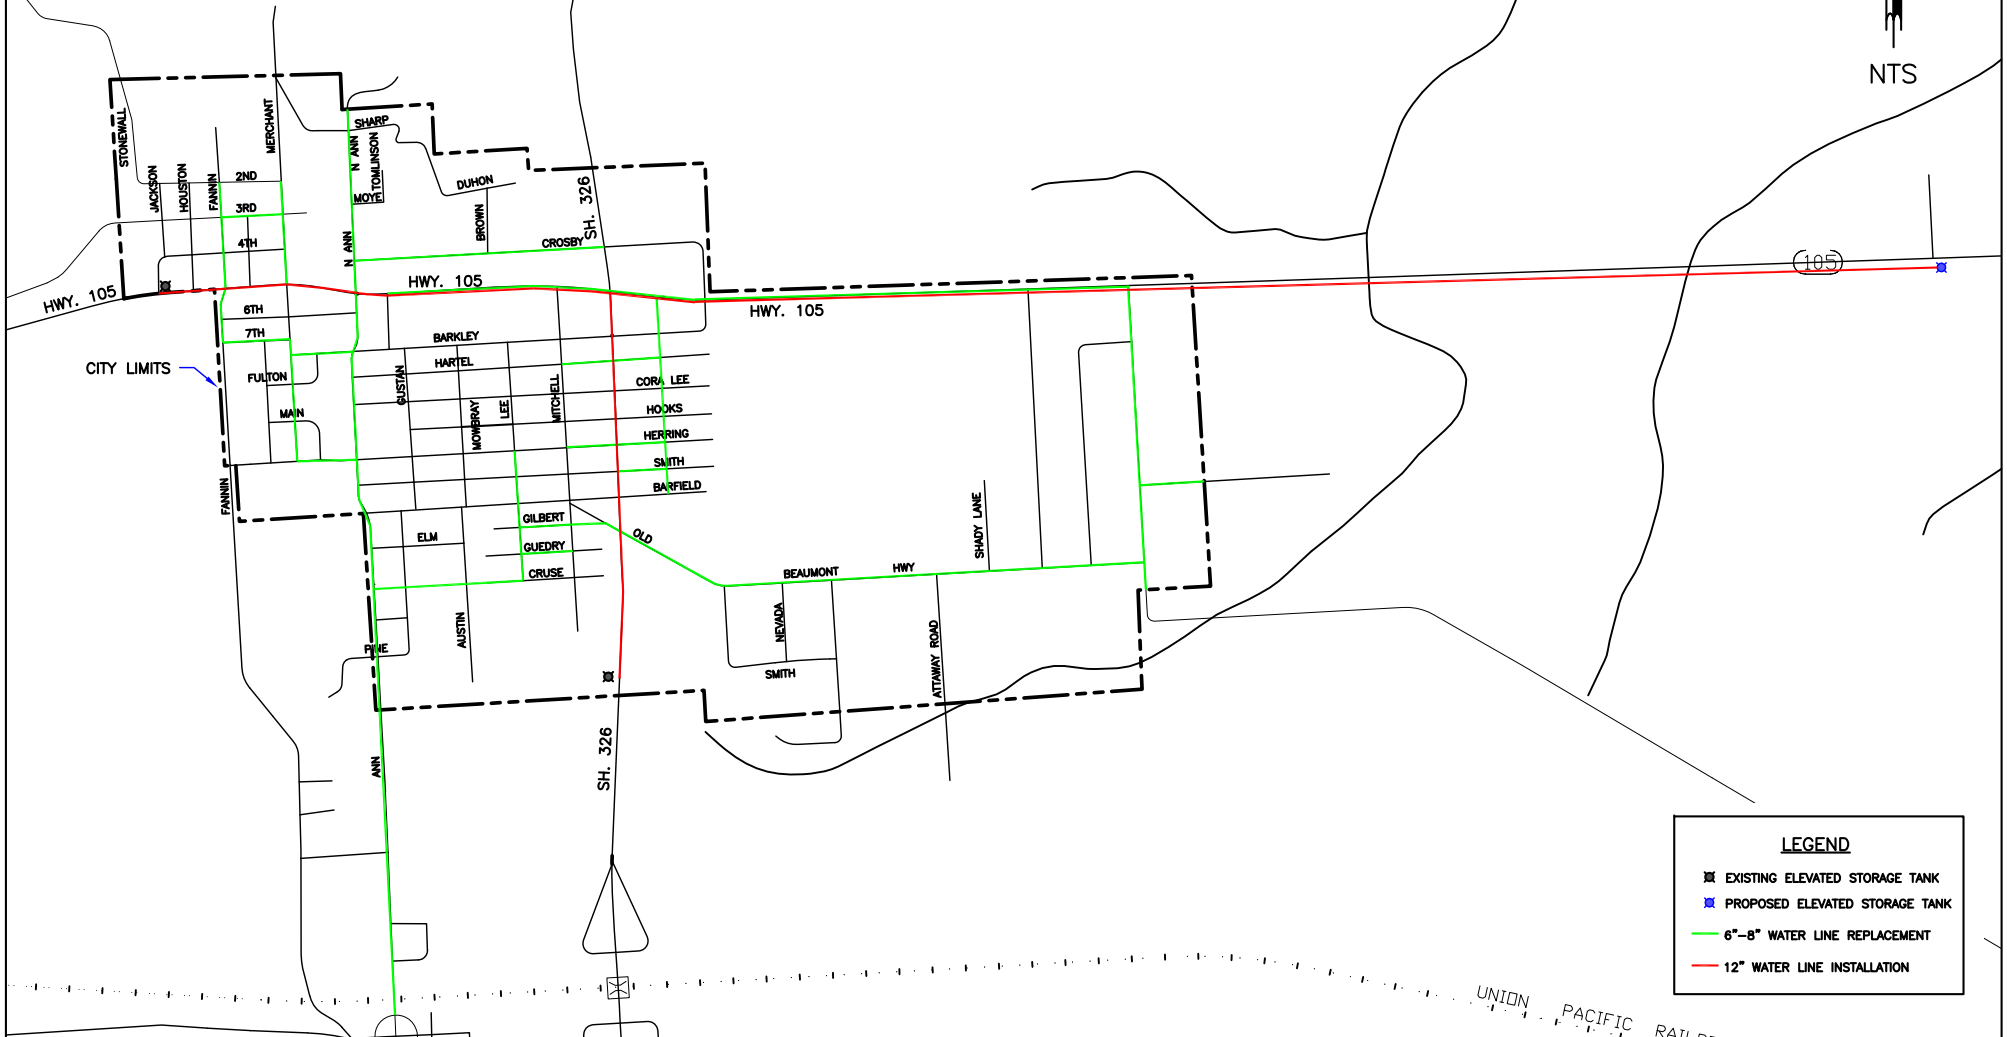 NTS
STONEWALL
MERCHANT
SHARP
N ANN
TOMLINSON
JACKSON
HOUSTON
FANNIN
2ND
MOYE
DUHON
SH. 326
3RD
BROWN
4TH
N ANN
CROSBY
HWY. 105
HWY. 105
105
6TH
HWY. 105
7TH
BARKLEY
CITY LIMITS
HARTEL
FULTON
GUSTAN
MITCHELL
CORA LEE
MAIN
MOWBRAY
LEE
HOOKS
HERRING
SMITH
FANNIN
BARFIELD
GILBERT
ELM
OLD
SHADY LANE
GUEDRY
CRUSE
BEAUMONT
HWY
AUSTIN
NEVADA
ATTAWAY ROAD
PINE
SMITH
ANN
SH. 326
LEGEND
EXISTING ELEVATED STORAGE TANK
PROPOSED ELEVATED STORAGE TANK
6"-8" WATER LINE REPLACEMENT
12" WATER LINE INSTALLATION
UNION PACIFIC